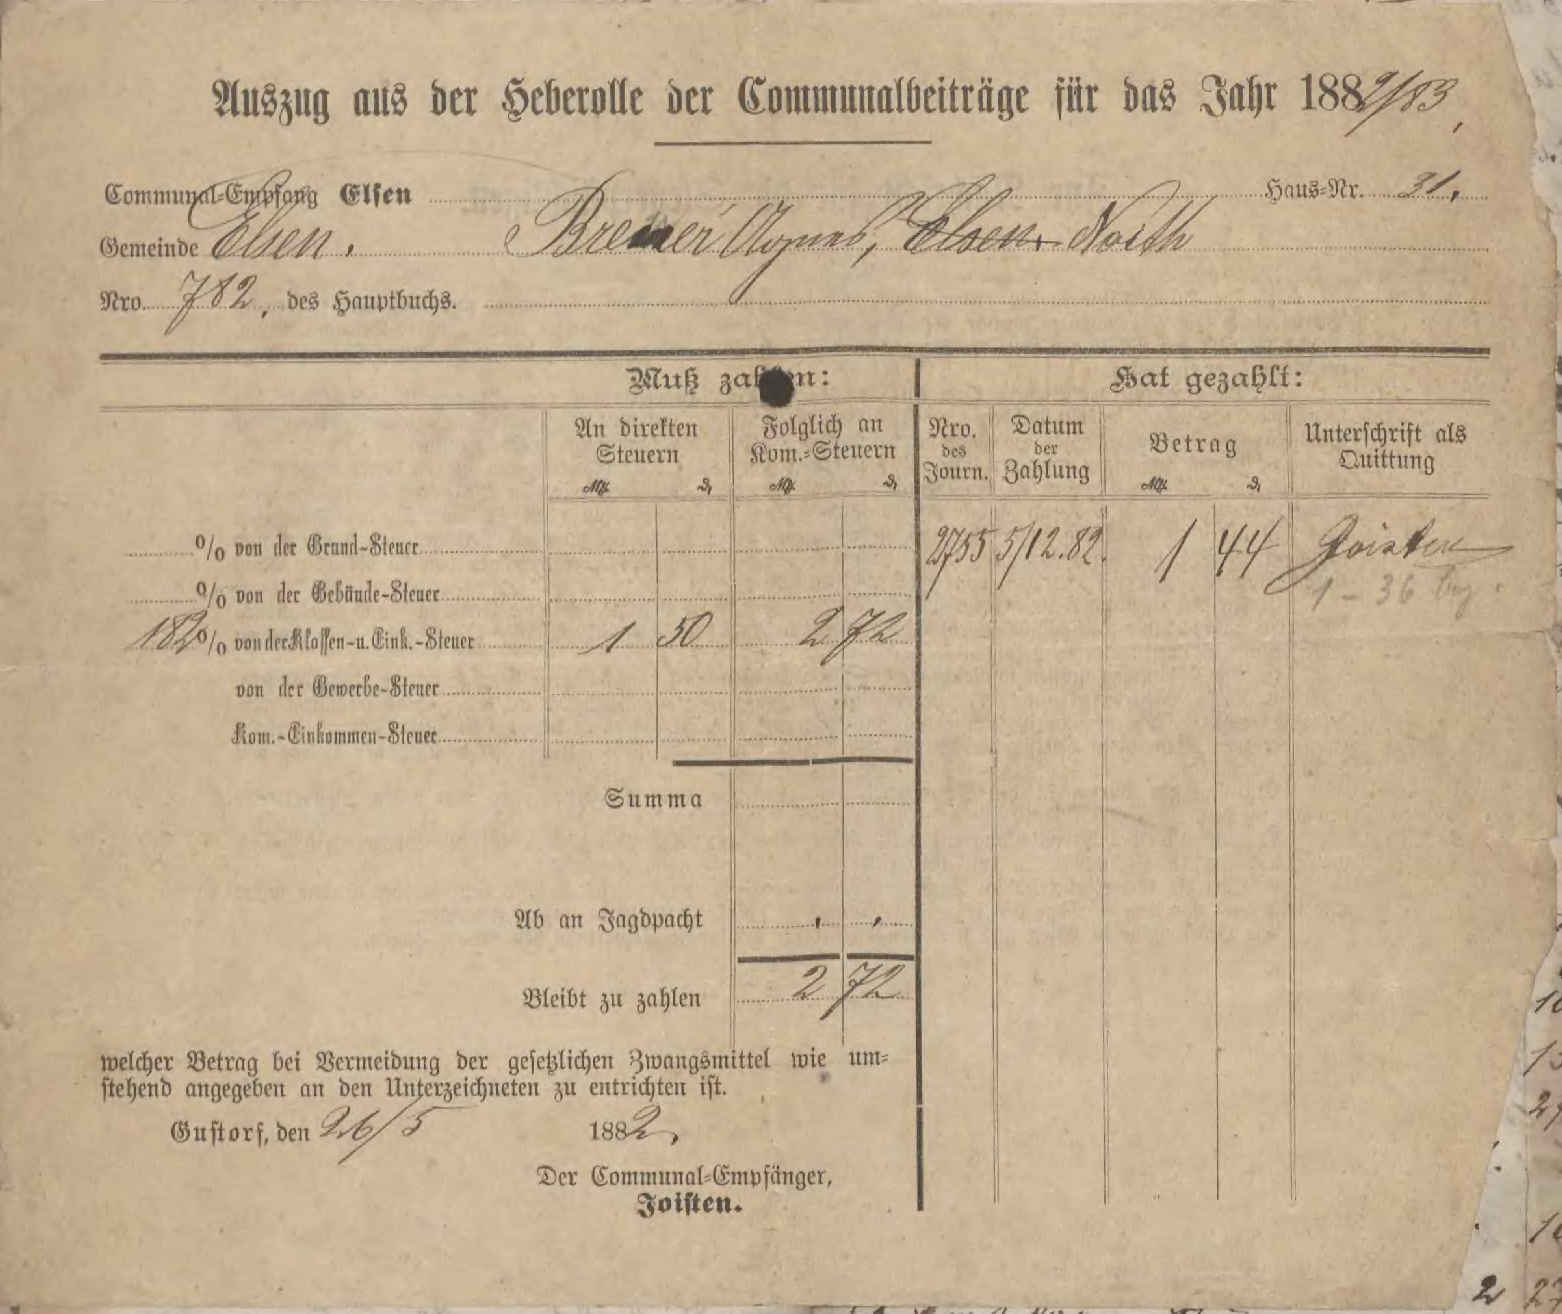 Auszug aus der Heberolle der Communalbeiträge für das Jahr 1882/83,
Communal-Empfang Elsen Haus-Nr. 31.
Gemeinde Elsen. Agnes, Elsen. Noith
Nro. 782, des Hauptbuchs.
Muß zahlen: Hat gezahlt:
An direkten Steuern Folglich an Kom.-Steuern Nro. des Journ. Datum der Zahlung Betrag Unterschrift als Quittung
M ₰ M ₰ M ₰
% von der Grund-Steuer 2755 5/12.82. 1 44 Joisten
% von der Gebäude-Steuer 1 - 36
182% von der Klassen- u. Eink.-Steuer 1 50 2 72
von der Gewerbe-Steuer
Kom.-Einkommen-Steuer
Summa
Ab an Jagdpacht
Bleibt zu zahlen 2 72
welcher Betrag bei Vermeidung der gesetzlichen Zwangsmittel wie um-
stehend angegeben an den Unterzeichneten zu entrichten ist.
Gustorf, den 26/5 1882,
Der Communal-Empfänger,
Joisten.